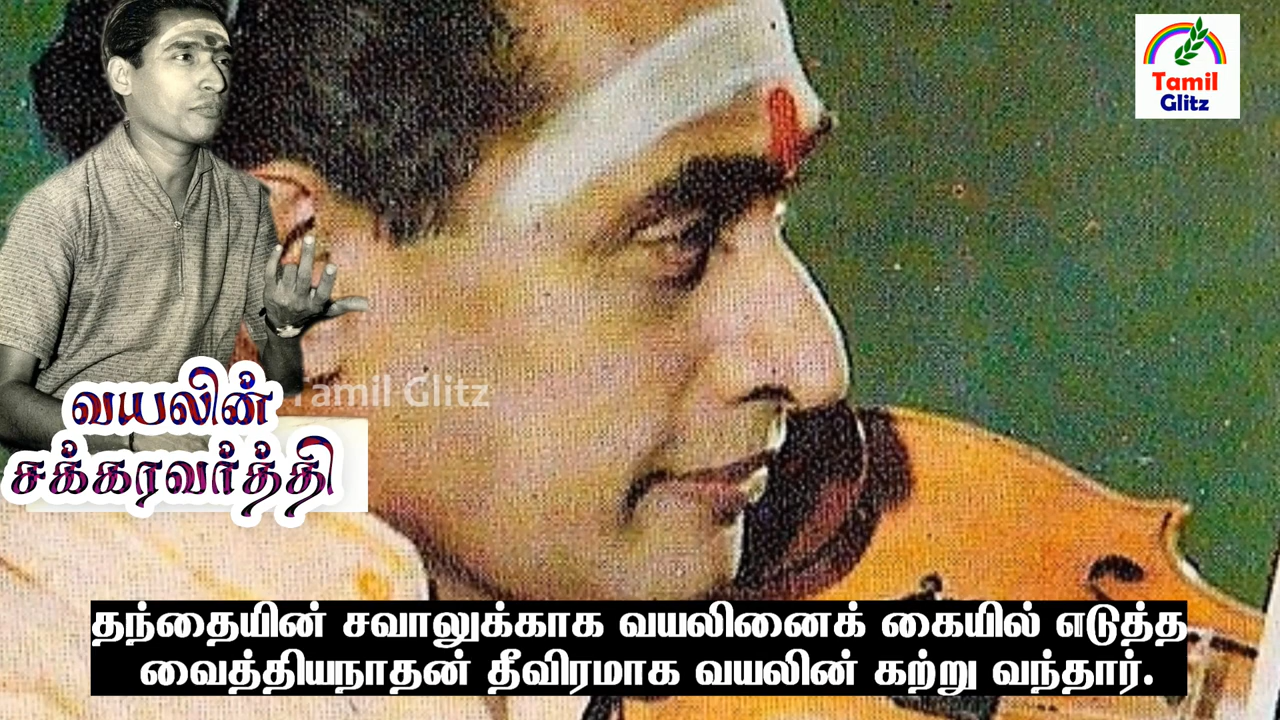 Tamil
Glitz
Tamil Glitz
வயலின்
சக்கரவர்த்தி
தந்தையின் சவாலுக்காக வயலினைக் கையில் எடுத்த
வைத்தியநாதன் தீவிரமாக வயலின் கற்று வந்தார்.